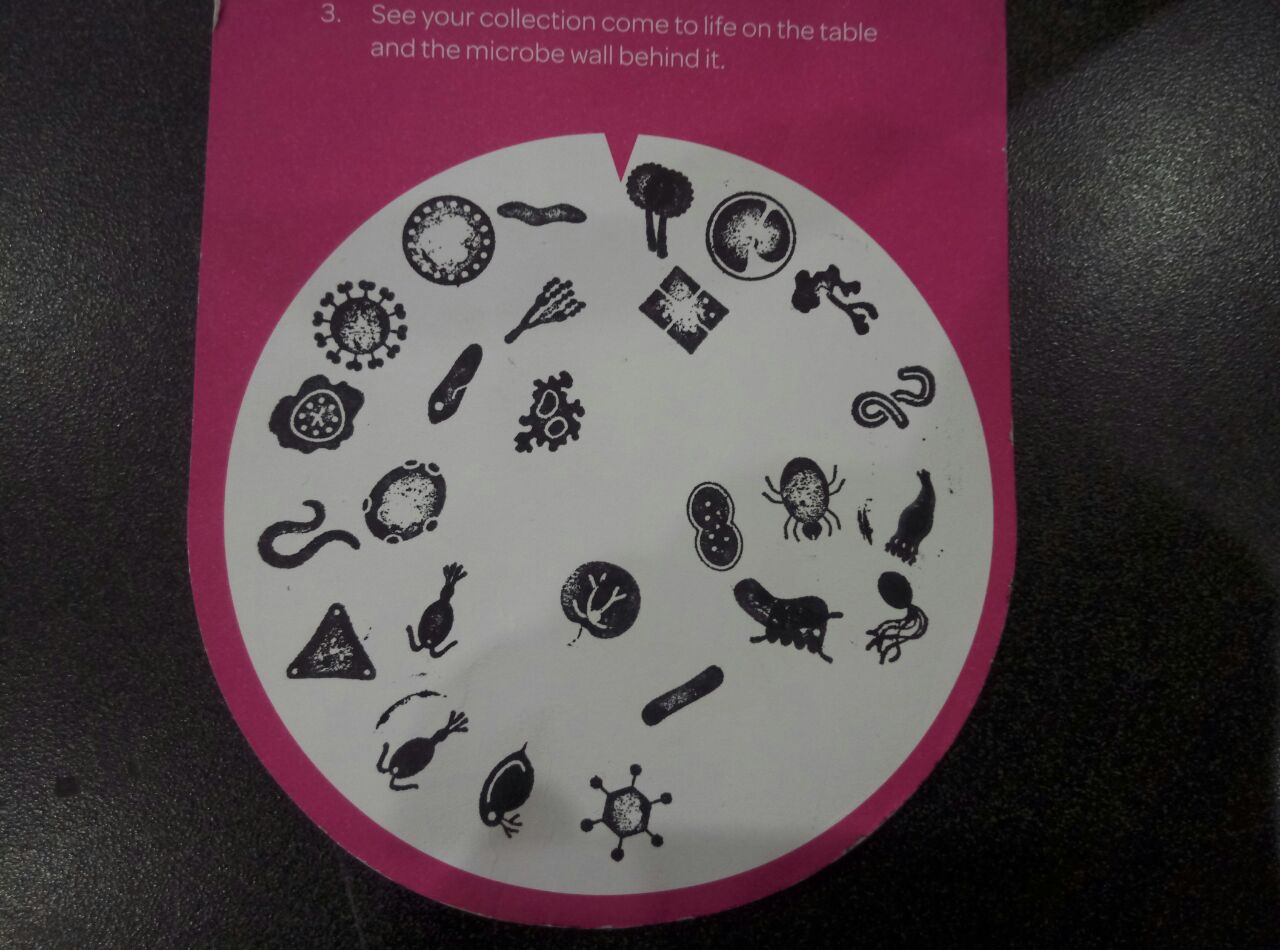 3. See your collection come to life on the table
and the microbe wall behind it.